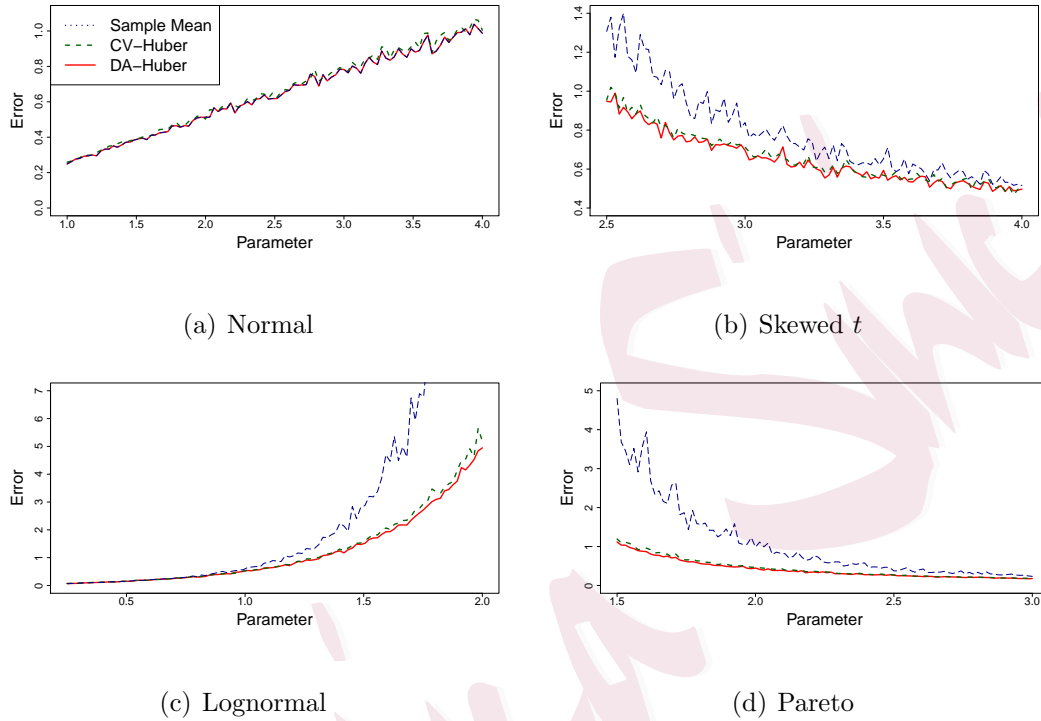 Sample Mean
CV−Huber
DA−Huber
Error
0.0 0.2 0.4 0.6 0.8 1.0
1.0 1.5 2.0 2.5 3.0 3.5 4.0
Parameter
(a) Normal
Error
0.4 0.6 0.8 1.0 1.2 1.4
2.5 3.0 3.5 4.0
Parameter
(b) Skewed t
Error
0 1 2 3 4 5 6 7
0.5 1.0 1.5 2.0
Parameter
(c) Lognormal
Error
0 1 2 3 4 5
1.5 2.0 2.5 3.0
Parameter
(d) Pareto